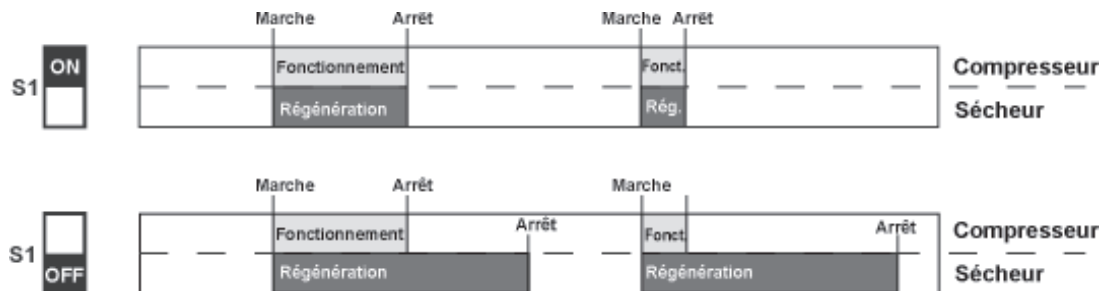 Marche Arrêt Marche Arrêt
S1 ON Fonctionnement Fonct. Compresseur
Régénération Rég. Sécheur
Marche Arrêt Marche
Arrêt Arrêt
S1 OFF Fonctionnement Fonct. Compresseur
Régénération Régénération Sécheur